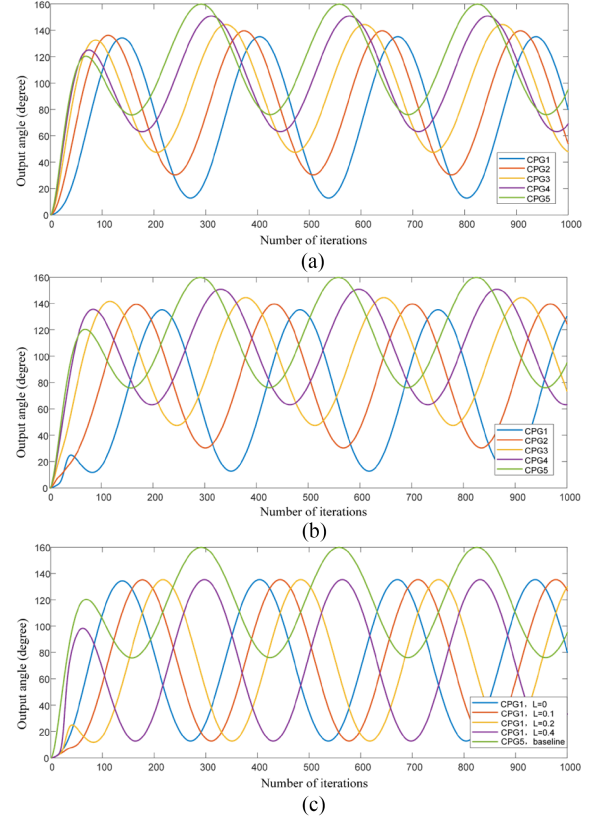 160
140
120
100
80
60
40
20
0
Output angle (degree)
CPG1
CPG2
CPG3
CPG4
CPG5
0 100 200 300 400 500 600 700 800 900 1000
Number of iterations
(a)
160
140
120
100
80
60
40
20
0
Output angle (degree)
CPG1
CPG2
CPG3
CPG4
CPG5
0 100 200 300 400 500 600 700 800 900 1000
Number of iterations
(b)
160
140
120
100
80
60
40
20
0
Output angle (degree)
CPG1，L=0
CPG1，L=0.1
CPG1，L=0.2
CPG1，L=0.4
CPG5，baseline
0 100 200 300 400 500 600 700 800 900 1000
Number of iterations
(c)